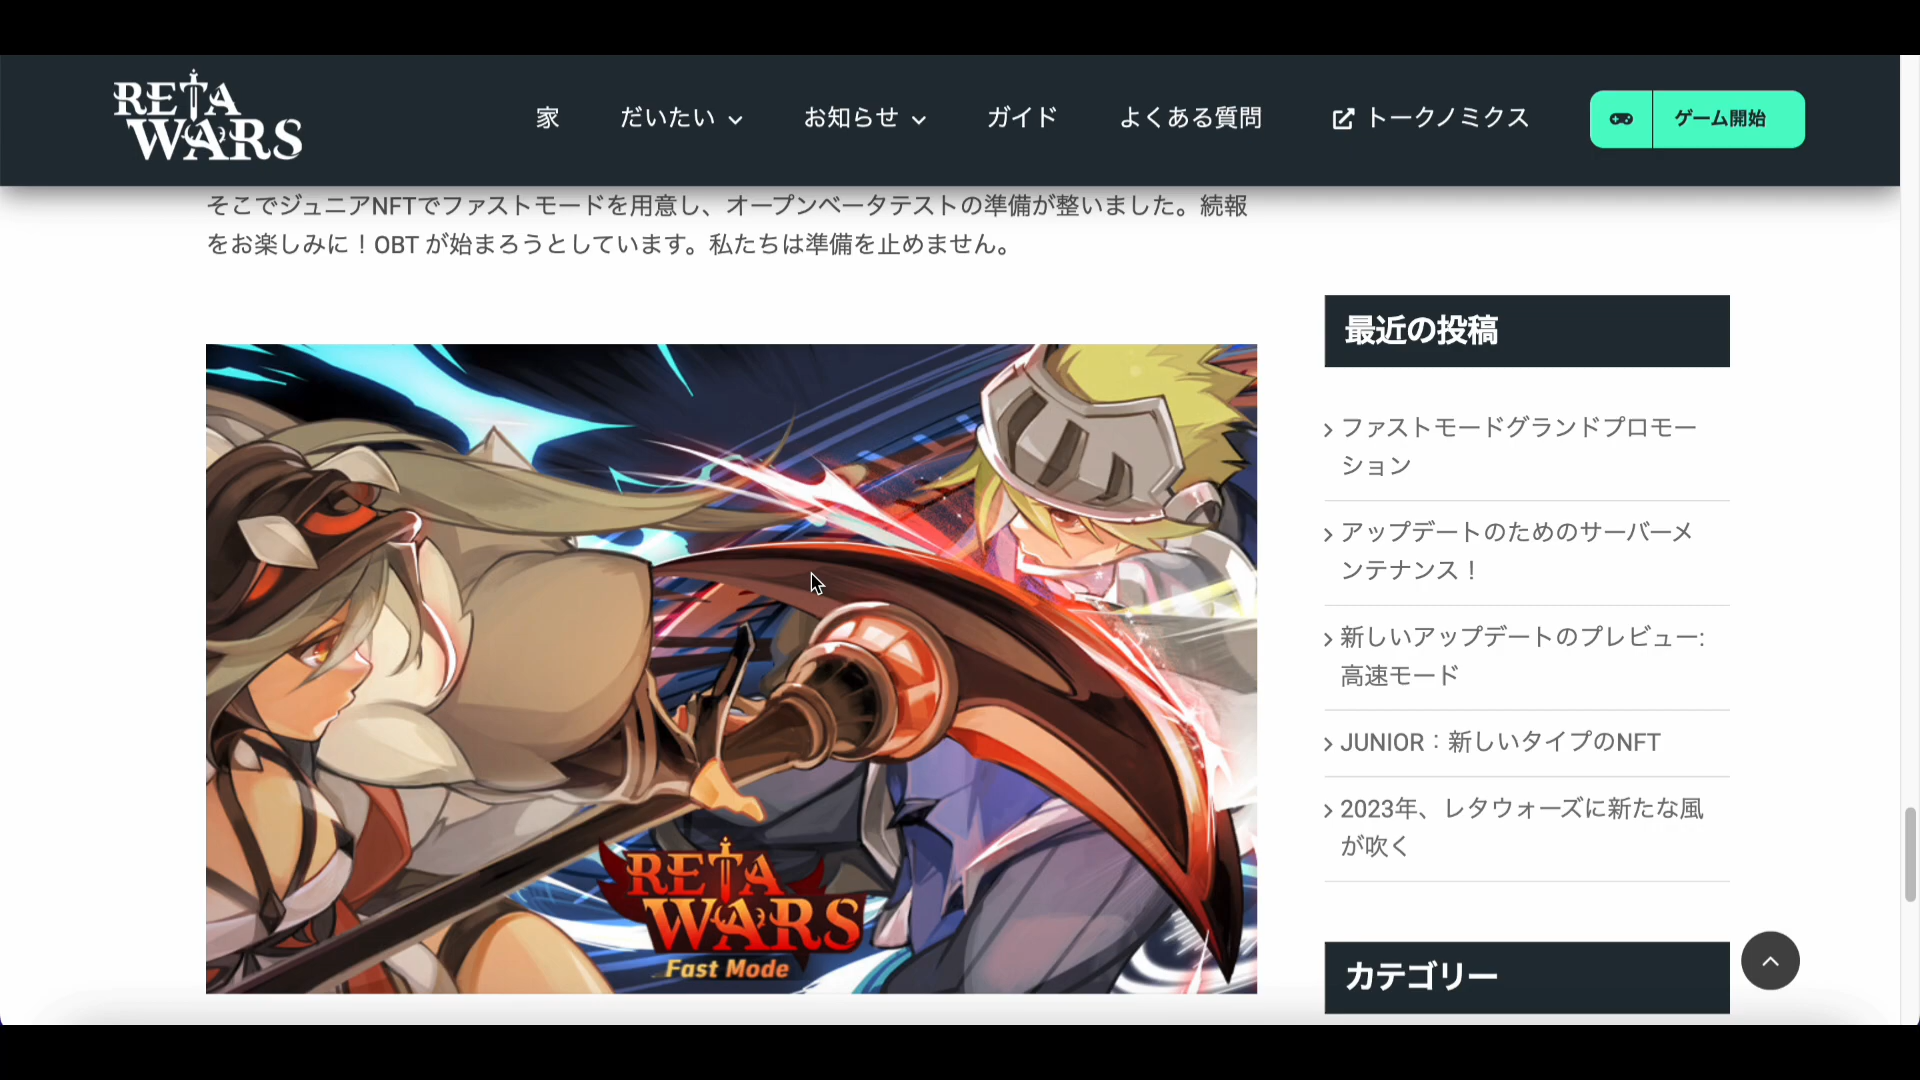 RETA
WARS
家
だいたい
お知らせ
ガイド
よくある質問
トークノミクス
ゲーム開始
そこでジュニアNFTでファストモードを用意し、オープンベータテストの準備が整いました。続報
をお楽しみに！OBT が始まろうとしています。私たちは準備を止めません。
RETA
WARS
Fast Mode
最近の投稿
ファストモードグランドプロモー
ション
アップデートのためのサーバーメ
ンテナンス！
新しいアップデートのプレビュー:
高速モード
JUNIOR：新しいタイプのNFT
2023年、レタウォーズに新たな風
が吹く
カテゴリー